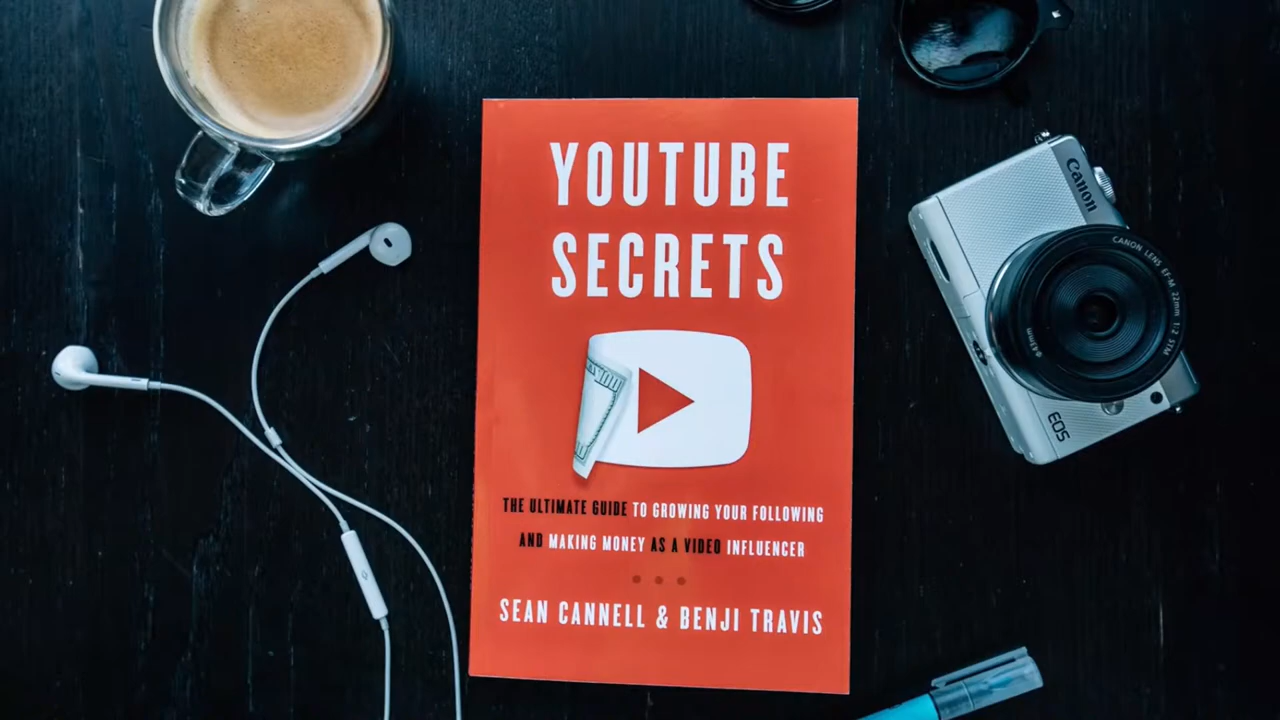 YOUTUBE
SECRETS
THE ULTIMATE GUIDE TO GROWING YOUR FOLLOWING
AND MAKING MONEY AS A VIDEO INFLUENCER
SEAN CANNELL & BENJI TRAVIS
Canon
CANON LENS EF-M 22mm 1:2 STM
ø43mm
EOS